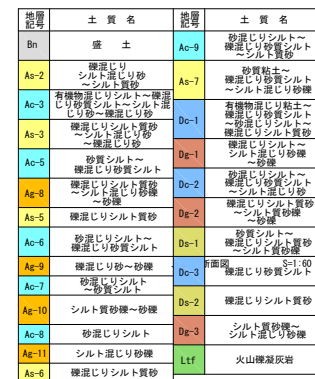 地層記号 土質名 地層記号 土質名
Bn 盛土
As-2 礫混じり
シルト混じり砂
~シルト質砂
Ac-3 有機物混じりシルト~礫混
じり砂質シルト~シルト混
じり砂~礫混じり砂
As-3 礫混じりシルト質砂
~シルト混じり砂
~礫混じり砂
Ac-5 砂質シルト~
礫混じり砂質シルト
Ag-8 礫混じりシルト質砂
~シルト混じり砂礫
~砂礫
As-5 礫混じりシルト質砂
Ac-6 砂混じりシルト~
礫混じり砂質シルト
Ag-9 礫混じり砂~砂礫
Ac-7 砂混じりシルト
~砂質シルト
Ag-10 シルト質砂礫~砂礫
Ac-8 砂混じりシルト
Ag-11 シルト混じり砂礫
As-6 礫混じりシルト質砂
Ac-9 砂混じりシルト~
礫混じり砂質シルト
~シルト質砂
As-7 砂質粘土~
礫混じり砂質シルト
~シルト混じり砂礫
Dc-1 有機物混じり粘土~
礫混じり砂質シルト
~砂混じりシルト~
礫混じりシルト質砂
Dg-1 礫混じりシルト~
シルト混じり砂礫
~砂礫
Dc-2 砂混じりシルト~
礫混じり砂質シルト
~シルト混じり砂
Dg-2 礫混じりシルト質砂
~シルト質砂礫
~砂礫
Ds-1 砂質シルト~
礫混じりシルト質砂
~シルト質砂礫
断面図 S=1:60
Dc-3 礫混じり砂質シルト
Ds-2 礫混じりシルト質砂
Dg-3 シルト質砂礫~
シルト混じり砂礫
Ltf 火山礫凝灰岩